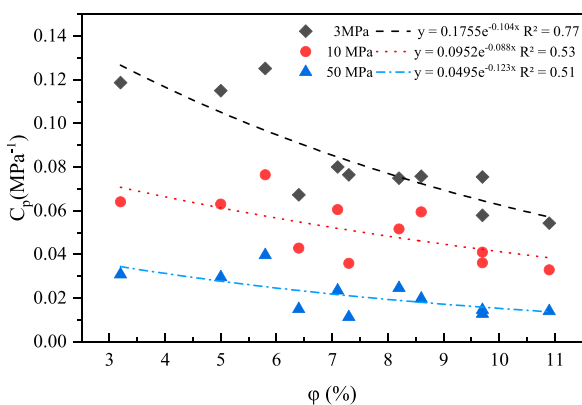 3MPa y = 0.1755e^-0.104x R² = 0.77
10 MPa y = 0.0952e^-0.088x R² = 0.53
50 MPa y = 0.0495e^-0.123x R² = 0.51
0.14
0.12
0.10
0.08
0.06
0.04
0.02
0.00
Cp(MPa⁻¹)
3 4 5 6 7 8 9 10 11
φ (%)